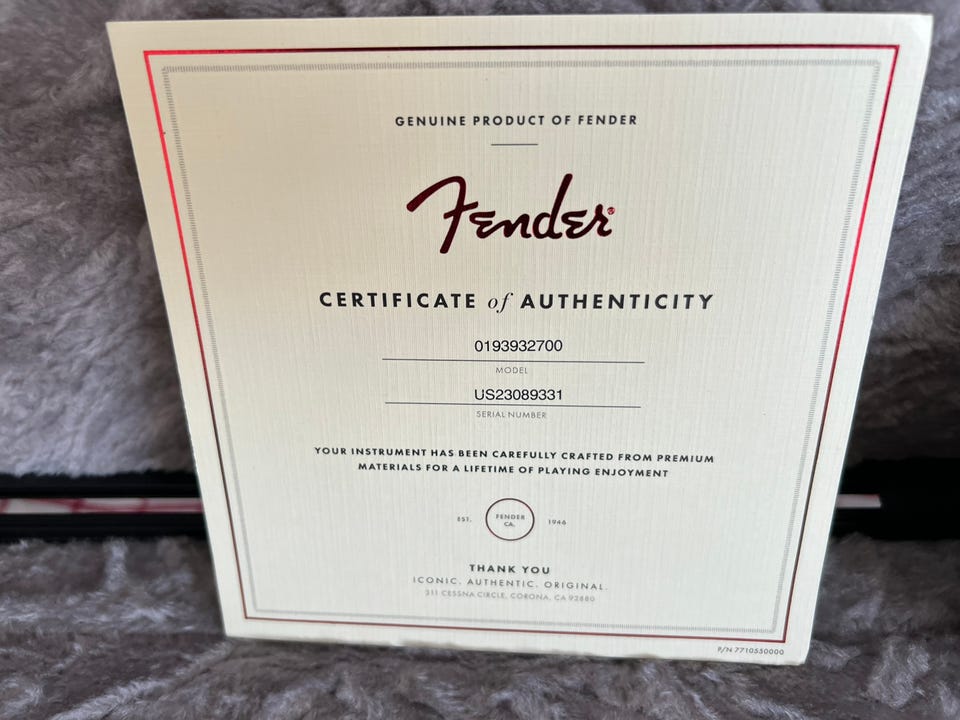 GENUINE PRODUCT OF FENDER
Fender®
CERTIFICATE of AUTHENTICITY
0193932700
MODEL
US23089331
SERIAL NUMBER
YOUR INSTRUMENT HAS BEEN CAREFULLY CRAFTED FROM PREMIUM
MATERIALS FOR A LIFETIME OF PLAYING ENJOYMENT
EST. FENDER CA. 1946
THANK YOU
ICONIC. AUTHENTIC. ORIGINAL.
311 CESSNA CIRCLE, CORONA, CA 92880
P/N 7710550000